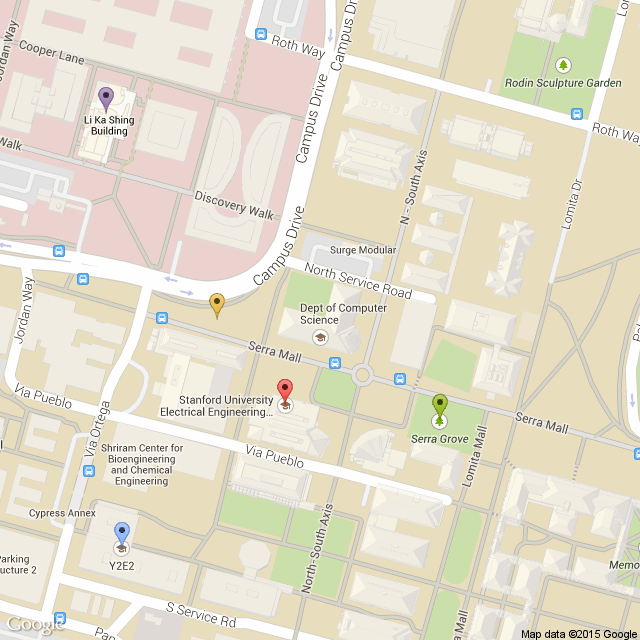 Jordan Way
Cooper Lane
Roth Way
Campus Drive
Campus Drive
Rodin Sculpture Garden
Li Ka Shing
Building
Roth Way
Walk
Discovery Walk
N - South Axis
Lomita Dr
Campus Drive
Surge Modular
North Service Road
Jordan Way
Dept of Computer
Science
Serra Mall
Via Pueblo
Stanford University
Electrical Engineering...
Serra Mall
Serra Grove
Via Ortega
Shriram Center for
Bioengineering
and Chemical
Engineering
Via Pueblo
Lomita Mall
Cypress Annex
North-South Axis
Y2E2
Parking
Structure 2
Memo
S Service Rd
Mall
Google
Map data ©2015 Google